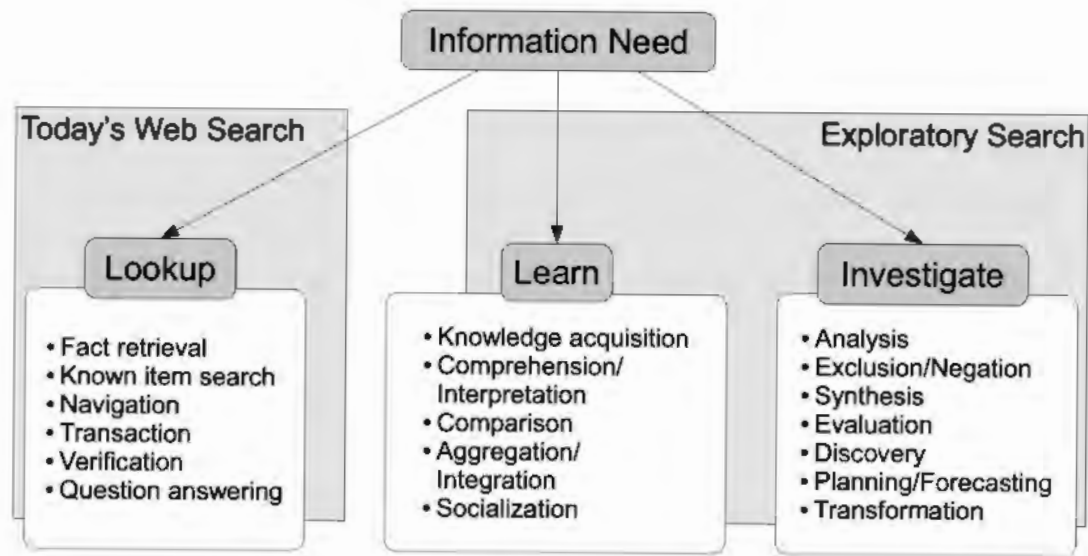 Information Need
Today's Web Search
Exploratory Search
Lookup
• Fact retrieval
• Known item search
• Navigation
• Transaction
• Verification
• Question answering
Learn
• Knowledge acquisition
• Comprehension/
Interpretation
• Comparison
• Aggregation/
Integration
• Socialization
Investigate
• Analysis
• Exclusion/Negation
• Synthesis
• Evaluation
• Discovery
• Planning/Forecasting
• Transformation